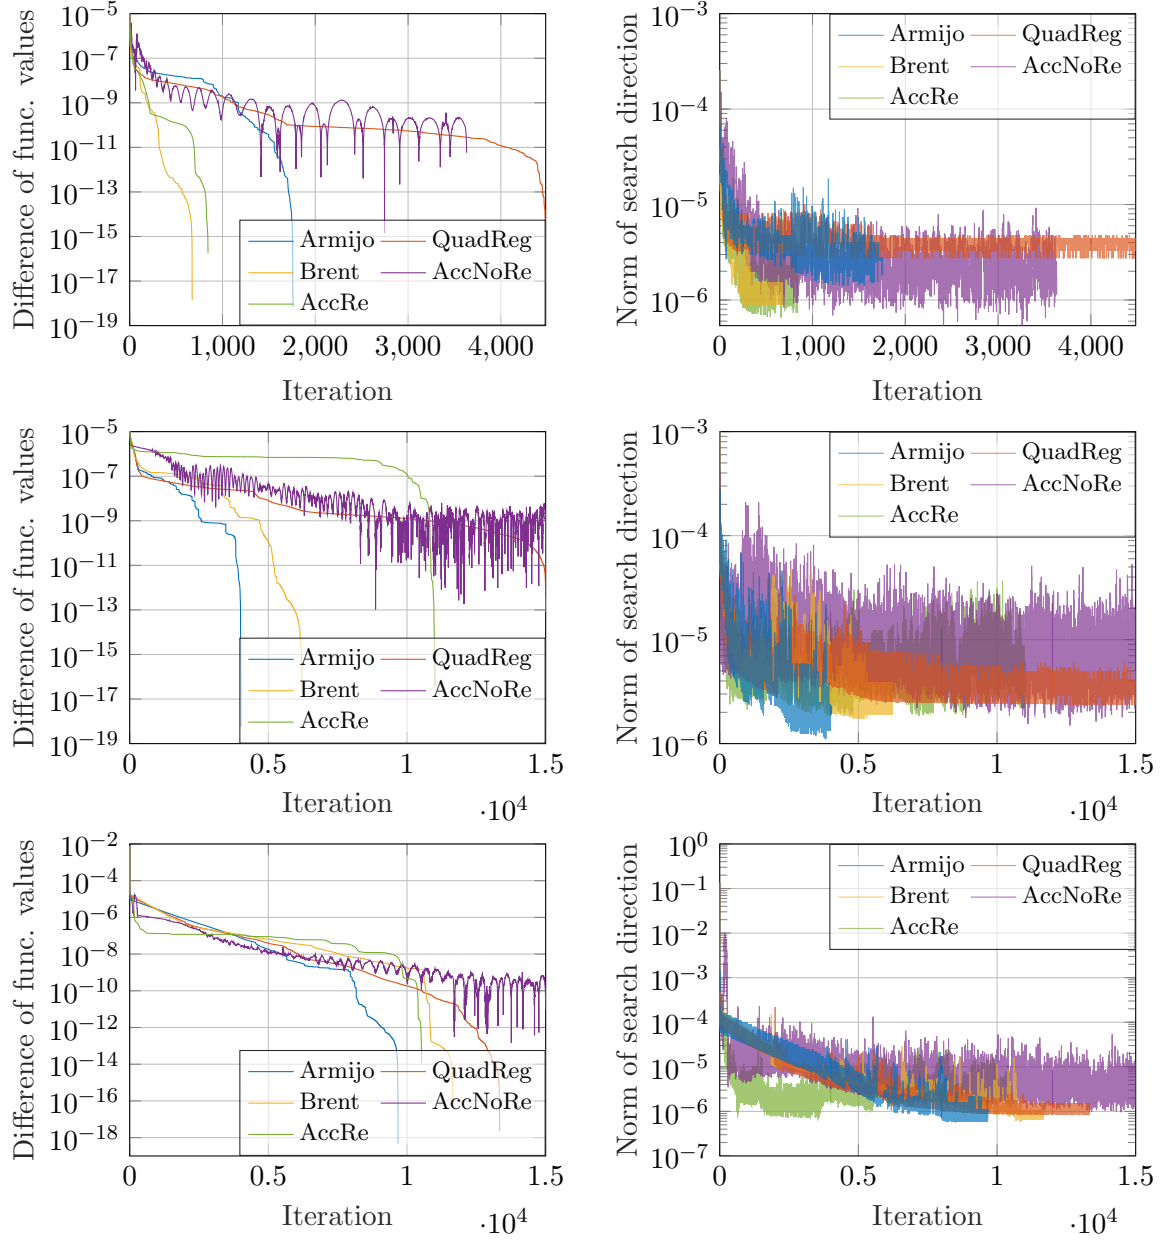 Difference of func. values
10^−5
10^−7
10^−9
10^−11
10^−13
10^−15
10^−17
10^−19
0 1,000 2,000 3,000 4,000
Iteration
Armijo QuadReg
Brent AccNoRe
AccRe
Norm of search direction
10^−3
10^−4
10^−5
10^−6
0 1,000 2,000 3,000 4,000
Iteration
Armijo QuadReg
Brent AccNoRe
AccRe
Difference of func. values
10^−5
10^−7
10^−9
10^−11
10^−13
10^−15
10^−17
10^−19
0 0.5 1 1.5
Iteration
·10^4
Armijo QuadReg
Brent AccNoRe
AccRe
Norm of search direction
10^−3
10^−4
10^−5
10^−6
0 0.5 1 1.5
Iteration
·10^4
Armijo QuadReg
Brent AccNoRe
AccRe
Difference of func. values
10^−2
10^−4
10^−6
10^−8
10^−10
10^−12
10^−14
10^−16
10^−18
0 0.5 1 1.5
Iteration
·10^4
Armijo QuadReg
Brent AccNoRe
AccRe
Norm of search direction
10^0
10^−1
10^−2
10^−3
10^−4
10^−5
10^−6
10^−7
0 0.5 1 1.5
Iteration
·10^4
Armijo QuadReg
Brent AccNoRe
AccRe